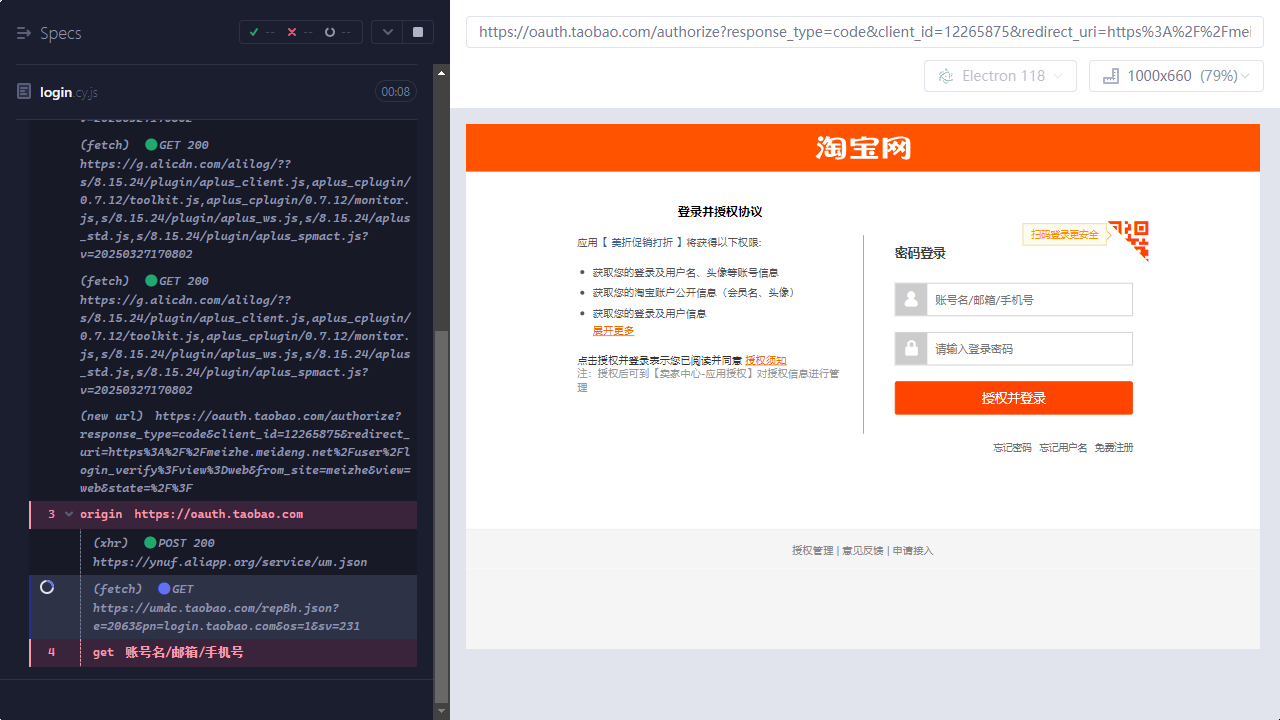 Specs
-- -- --
login.cy.js 00:08
v=20250327170802
(fetch) GET 200
https://g.alicdn.com/alilog/??
s/8.15.24/plugin/aplus_client.js,aplus_cplugin/
0.7.12/toolkit.js,aplus_cplugin/0.7.12/monitor.
js,s/8.15.24/plugin/aplus_ws.js,s/8.15.24/aplus
_std.js,s/8.15.24/plugin/aplus_spmact.js?
v=20250327170802
(fetch) GET 200
https://g.alicdn.com/alilog/??
s/8.15.24/plugin/aplus_client.js,aplus_cplugin/
0.7.12/toolkit.js,aplus_cplugin/0.7.12/monitor.
js,s/8.15.24/plugin/aplus_ws.js,s/8.15.24/aplus
_std.js,s/8.15.24/plugin/aplus_spmact.js?
v=20250327170802
(new url) https://oauth.taobao.com/authorize?
response_type=code&client_id=12265875&redirect_
uri=https%3A%2F%2Fmeizhe.meideng.net%2Fuser%2Fl
ogin_verify%3Fview%3Dweb&from_site=meizhe&view=
web&state=%2F%3F
3 origin https://oauth.taobao.com
(xhr) POST 200
https://ynuf.aliapp.org/service/um.json
(fetch) GET
https://umdc.taobao.com/repBh.json?
e=2063&pn=login.taobao.com&os=1&sv=231
4 get 账号名/邮箱/手机号
https://oauth.taobao.com/authorize?response_type=code&client_id=12265875&redirect_uri=https%3A%2F%2Fmei
Electron 118
1000x660 (79%)
淘宝网
登录并授权协议
应用【 美折促销打折 】将获得以下权限:
• 获取您的登录及用户名、头像等账号信息
• 获取您的淘宝账户公开信息（会员名、头像）
• 获取您的登录及用户信息
展开更多
点击授权并登录表示您已阅读并同意 授权须知
注：授权后可到【卖家中心-应用授权】对授权信息进行管
理
扫码登录更安全
密码登录
账号名/邮箱/手机号
请输入登录密码
授权并登录
忘记密码 忘记用户名 免费注册
授权管理 | 意见反馈 | 申请接入